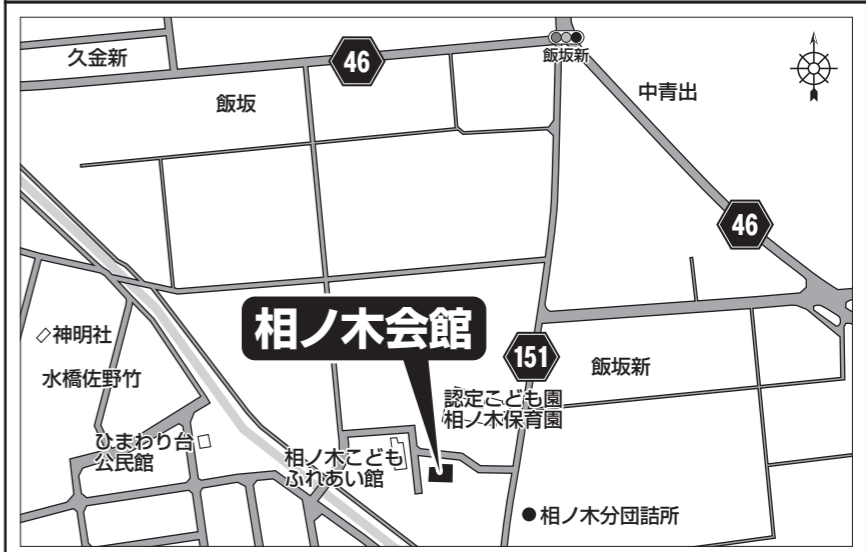 久金新
46
飯坂新
飯坂
中青出
46
相ノ木会館
151
飯坂新
◇神明社
水橋佐野竹
認定こども園
相ノ木保育園
ひまわり台
公民館
相ノ木こども
ふれあい館
●相ノ木分団詰所